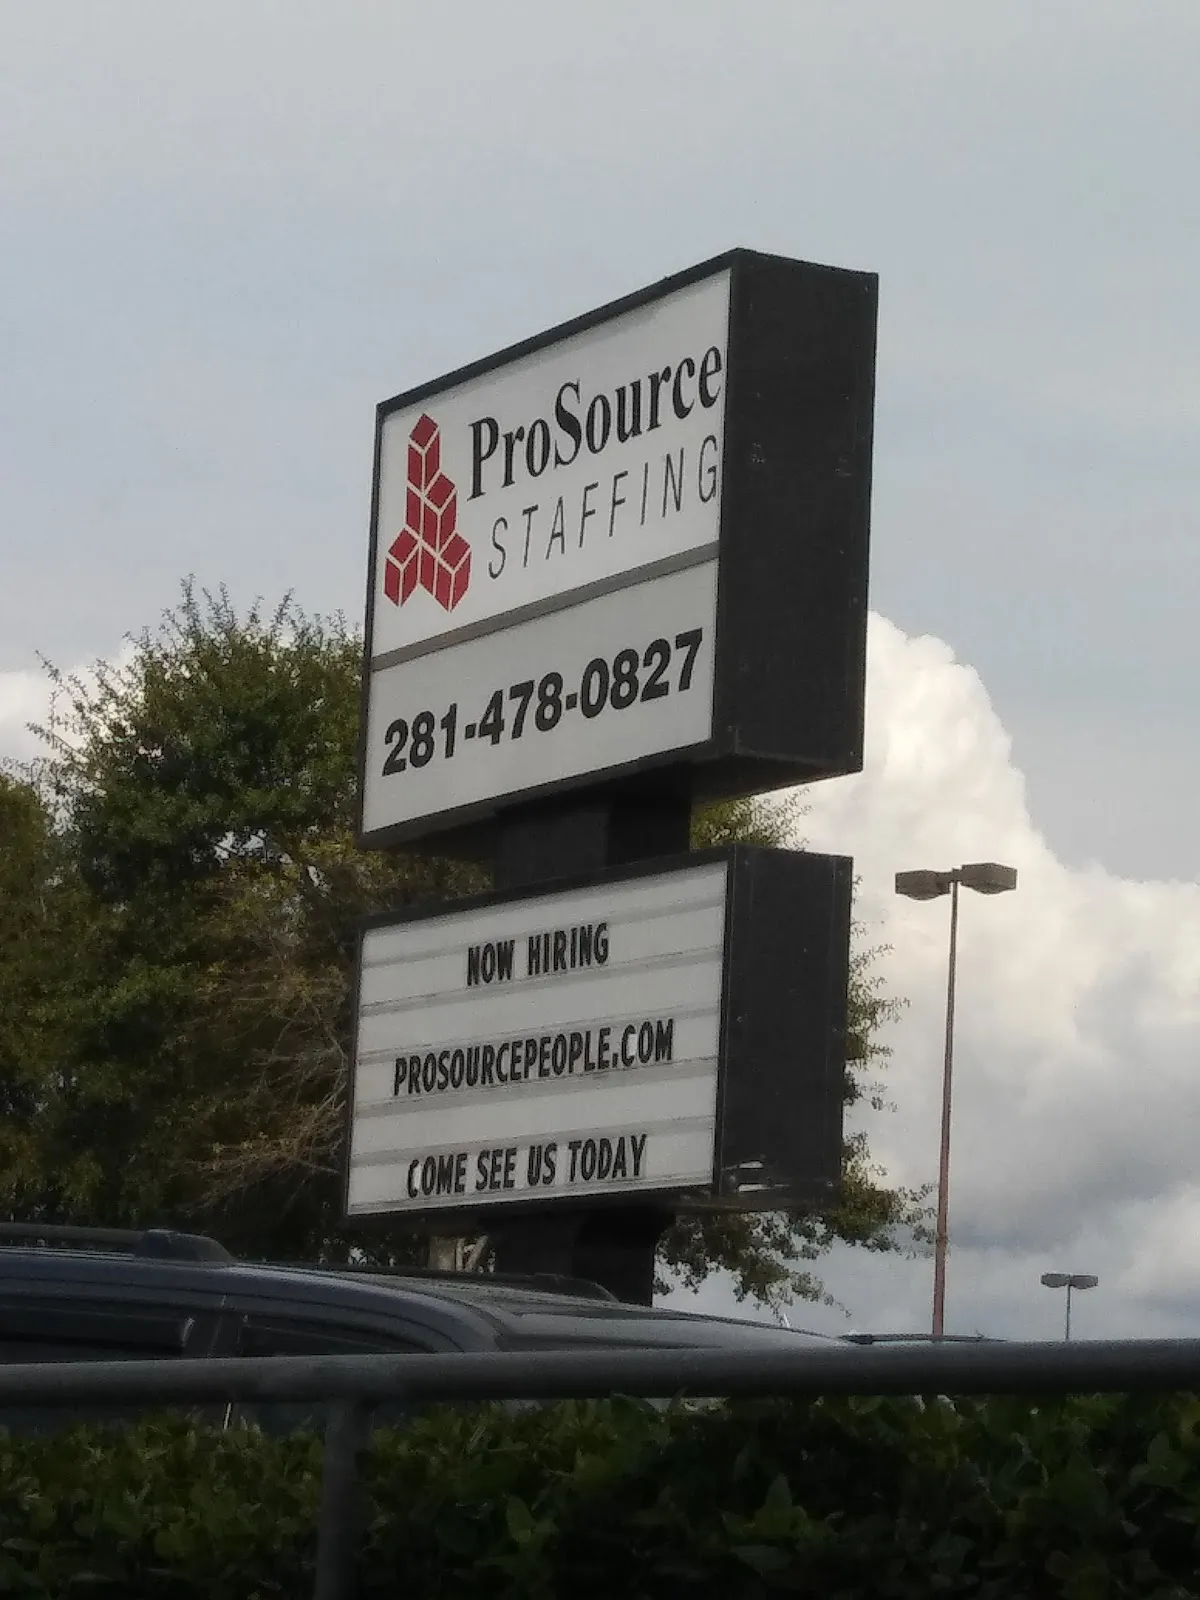 ProSource
STAFFING
281-478-0827
NOW HIRING
PROSOURCEPEOPLE.COM
COME SEE US TODAY